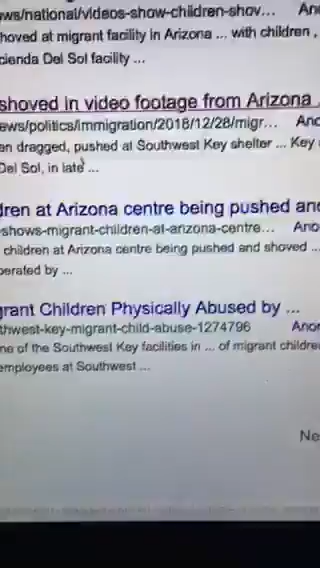 ws/national/videos-show-children-shov... Ano
hoved at migrant facility in Arizona ... with children ,
cienda Del Sol facility ...
shoved in video footage from Arizona
ews/politics/immigration/2018/12/28/migr... Ano
en dragged, pushed at Southwest Key shelter ... Key
Del Sol, in late ...
dren at Arizona centre being pushed and
-shows-migrant-children-at-arizona-centre... Anon
children at Arizona centre being pushed and shoved ...
perated by ...
grant Children Physically Abused by ...
thwest-key-migrant-child-abuse-1274796 Anor
ne of the Southwest Key facilities in ... of migrant childre
employees at Southwest ...
Ne